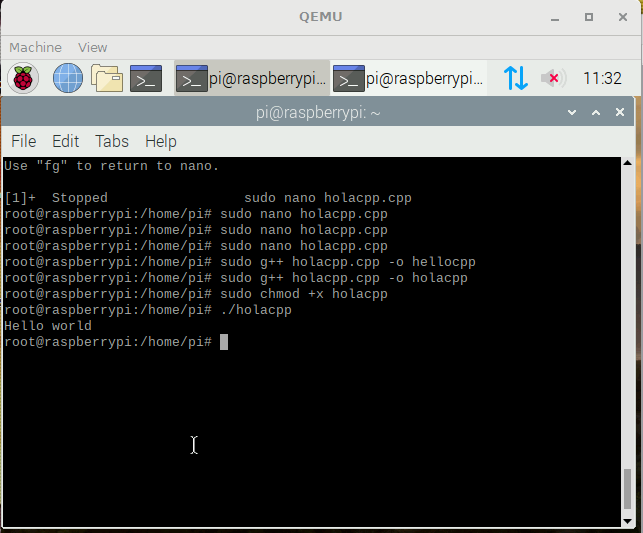 QEMU
Machine View
pi@raspberrypi... pi@raspberrypi... 11:32
pi@raspberrypi: ~
File Edit Tabs Help
Use "fg" to return to nano.
[1]+  Stopped                 sudo nano holacpp.cpp
root@raspberrypi:/home/pi# sudo nano holacpp.cpp
root@raspberrypi:/home/pi# sudo nano holacpp.cpp
root@raspberrypi:/home/pi# sudo nano holacpp.cpp
root@raspberrypi:/home/pi# sudo g++ holacpp.cpp -o hellocpp
root@raspberrypi:/home/pi# sudo g++ holacpp.cpp -o holacpp
root@raspberrypi:/home/pi# sudo chmod +x holacpp
root@raspberrypi:/home/pi# ./holacpp
Hello world
root@raspberrypi:/home/pi#